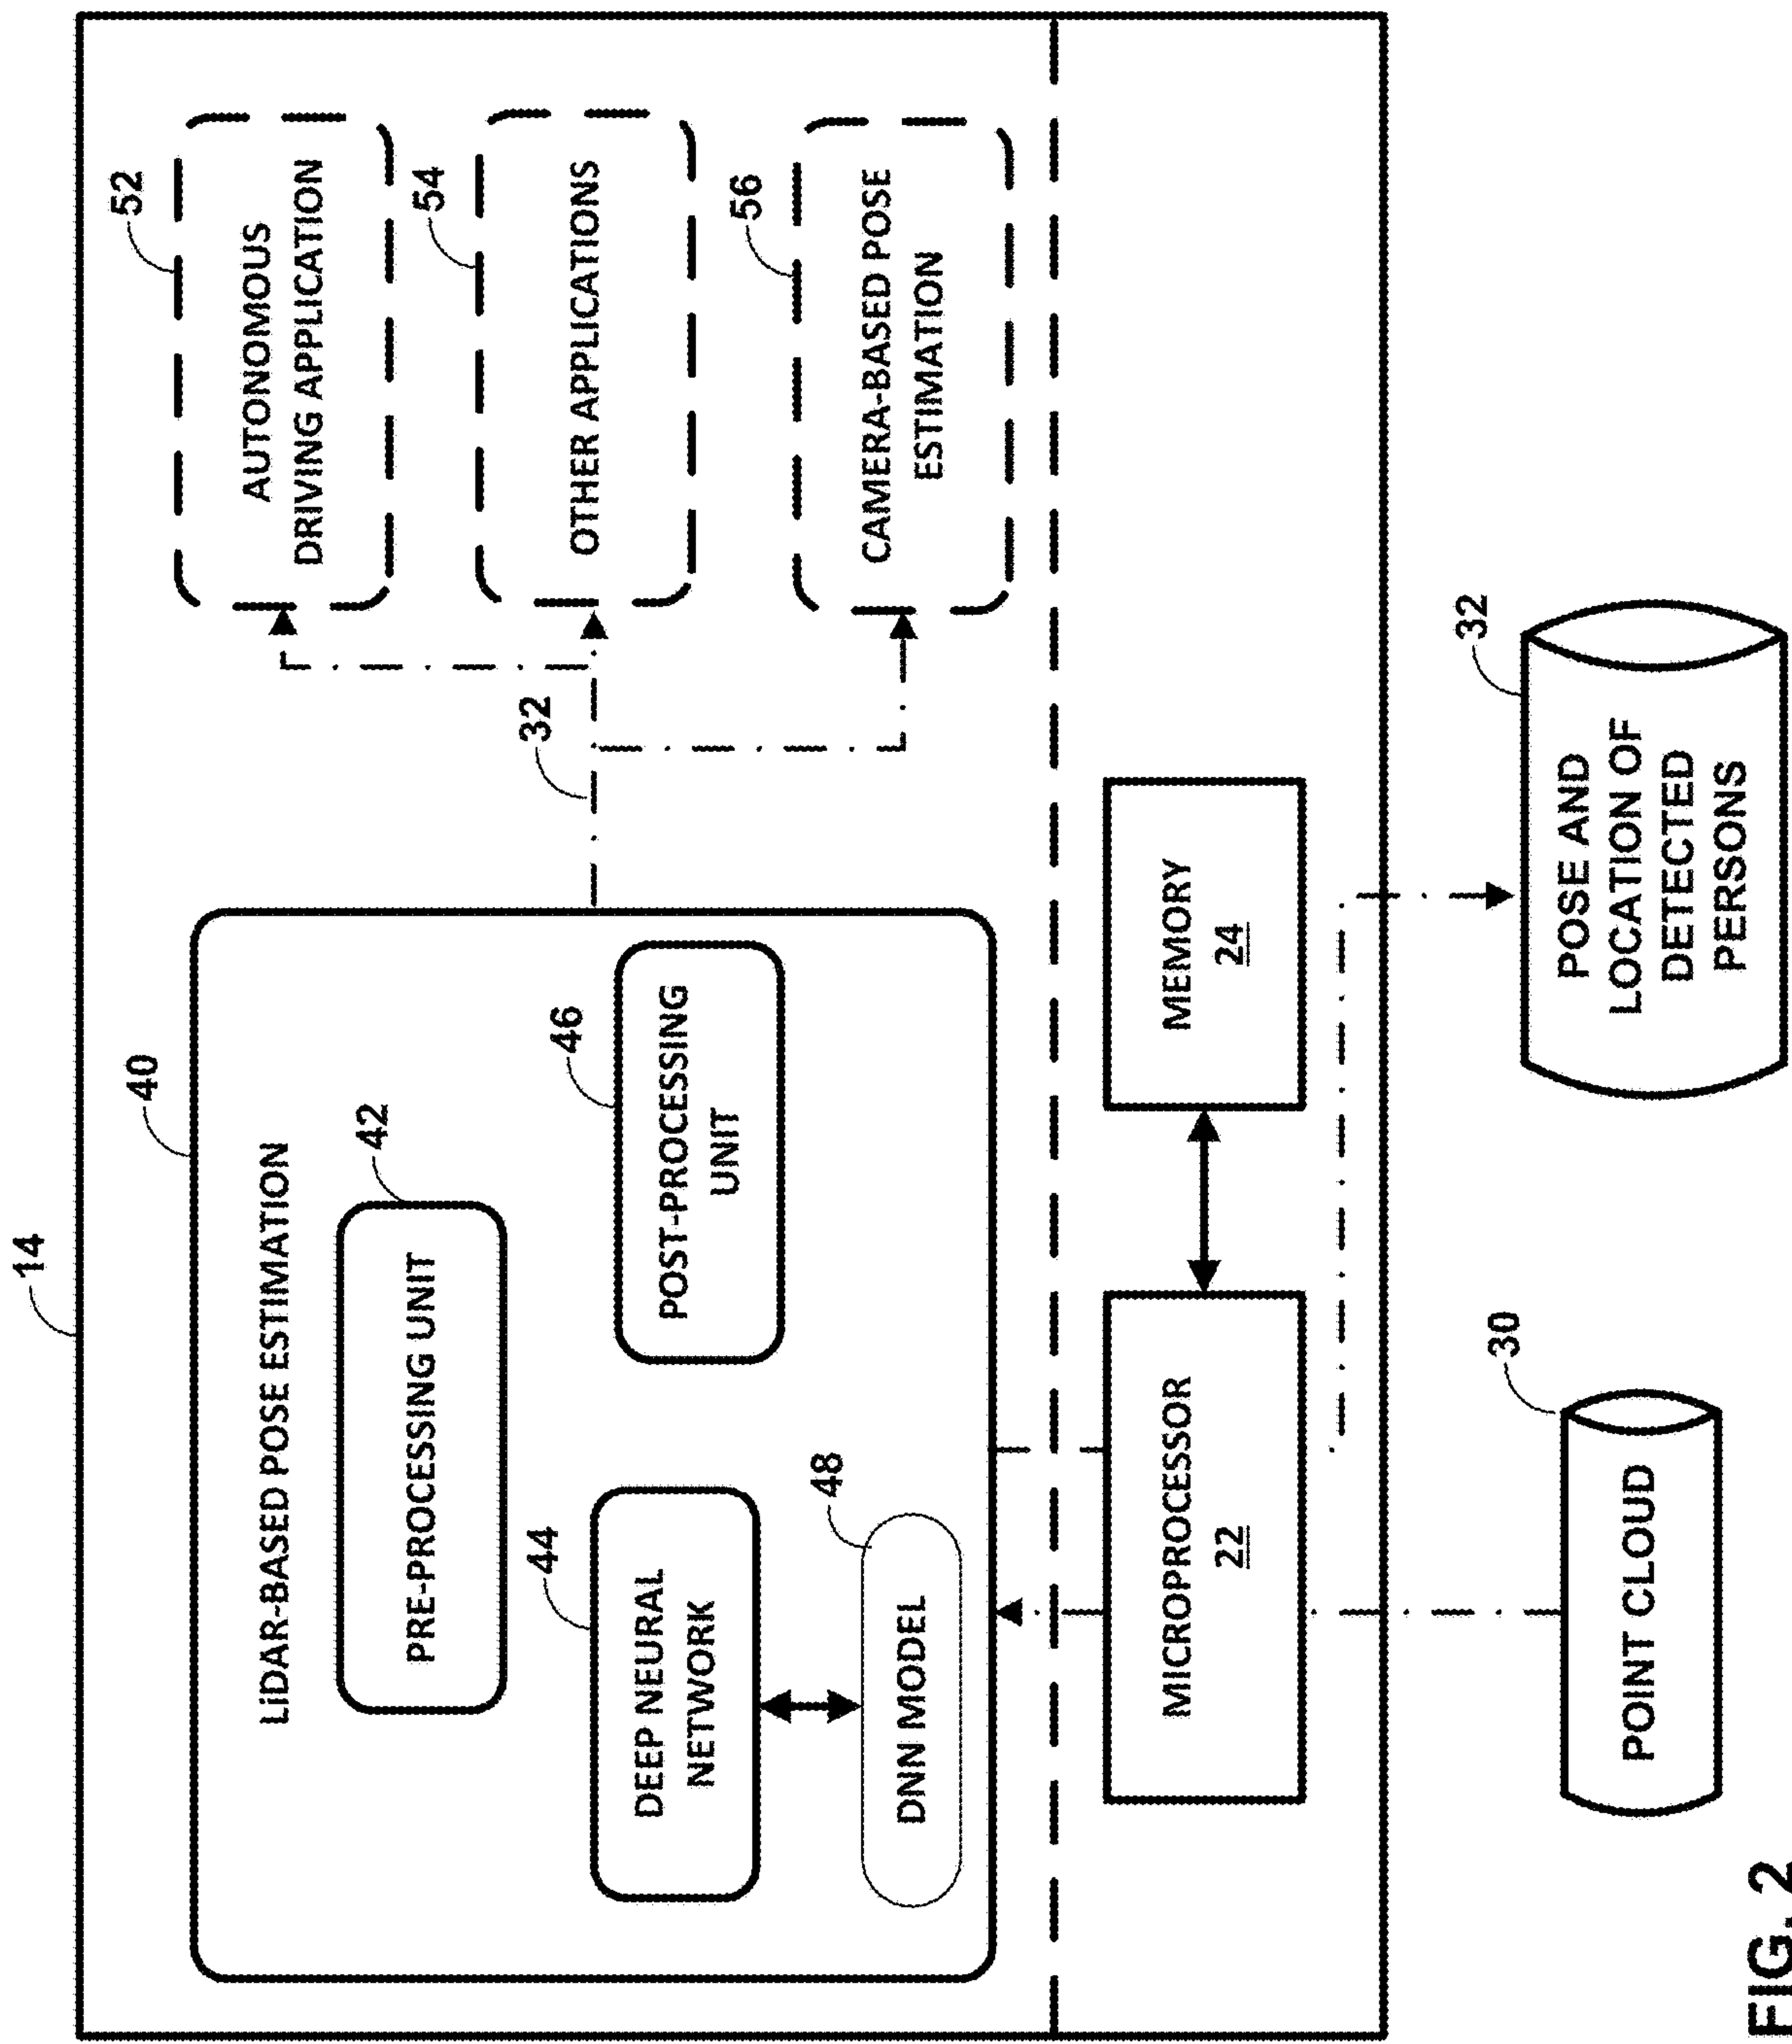 14
40
LiDAR-BASED POSE ESTIMATION
42
PRE-PROCESSING UNIT
44
DEEP NEURAL
NETWORK
46
POST-PROCESSING
UNIT
48
DNN MODEL
32
52
AUTONOMOUS
DRIVING APPLICATION
54
OTHER APPLICATIONS
56
CAMERA-BASED POSE
ESTIMATION
MICROPROCESSOR
22
MEMORY
24
30
POINT CLOUD
32
POSE AND
LOCATION OF
DETECTED
PERSONS
FIG. 2